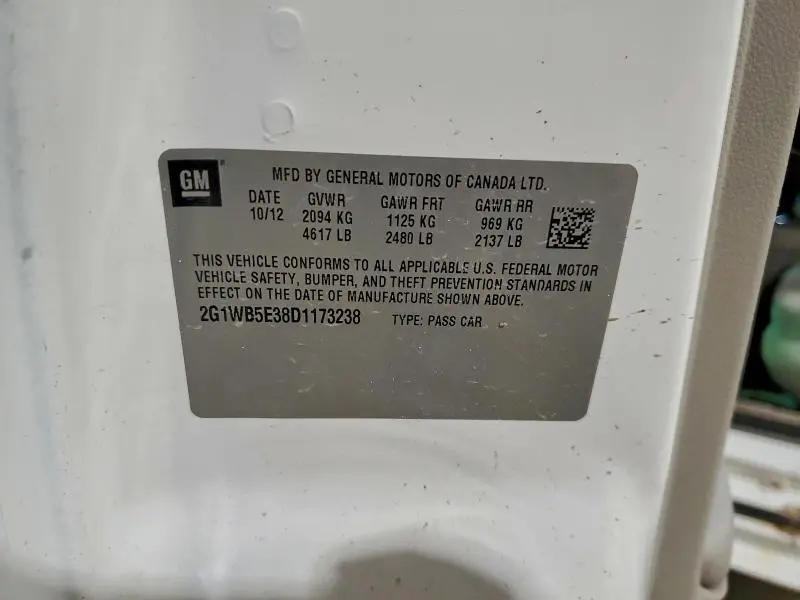 GM
MFD BY GENERAL MOTORS OF CANADA LTD.
DATE GVWR GAWR FRT GAWR RR
10/12 2094 KG 1125 KG 969 KG
4617 LB 2480 LB 2137 LB
THIS VEHICLE CONFORMS TO ALL APPLICABLE U.S. FEDERAL MOTOR
VEHICLE SAFETY, BUMPER, AND THEFT PREVENTION STANDARDS IN
EFFECT ON THE DATE OF MANUFACTURE SHOWN ABOVE.
2G1WB5E38D1173238 TYPE: PASS CAR